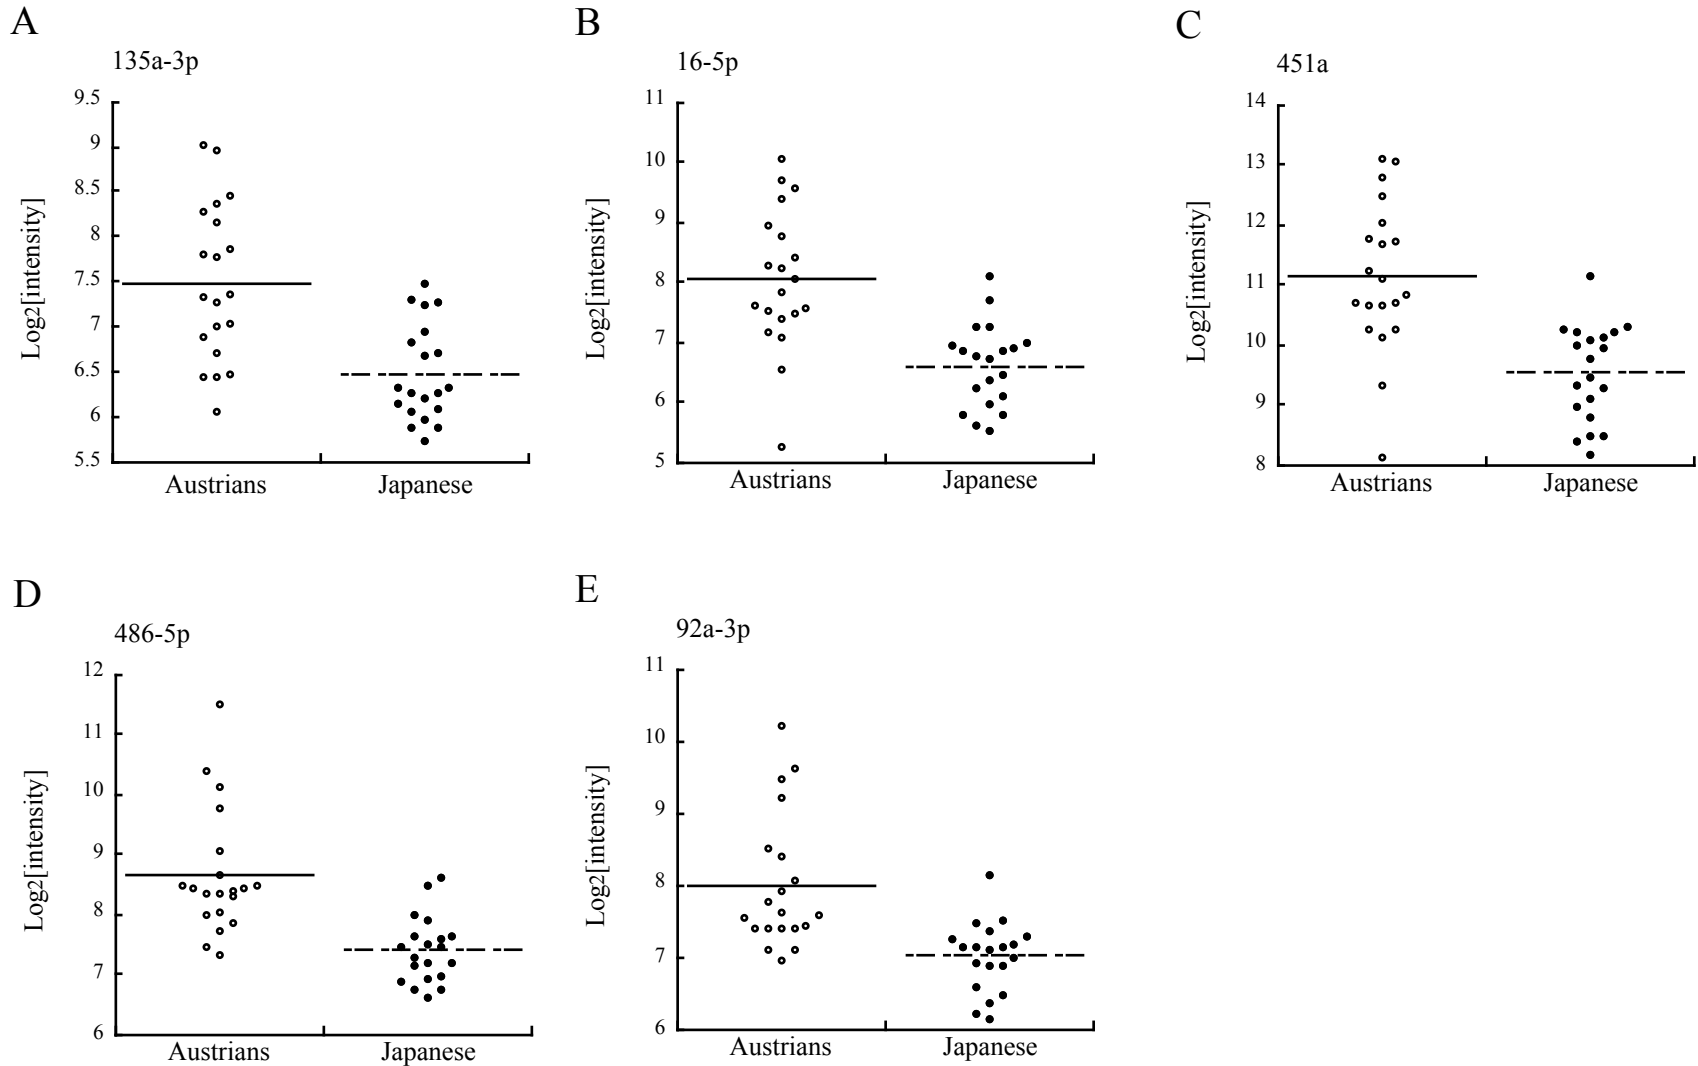 A
135a-3p
Log2[intensity]
9.5
9
8.5
8
7.5
7
6.5
6
5.5
Austrians
Japanese
B
16-5p
Log2[intensity]
11
10
9
8
7
6
5
Austrians
Japanese
C
451a
Log2[intensity]
14
13
12
11
10
9
8
Austrians
Japanese
D
486-5p
Log2[intensity]
12
11
10
9
8
7
6
Austrians
Japanese
E
92a-3p
Log2[intensity]
11
10
9
8
7
6
Austrians
Japanese